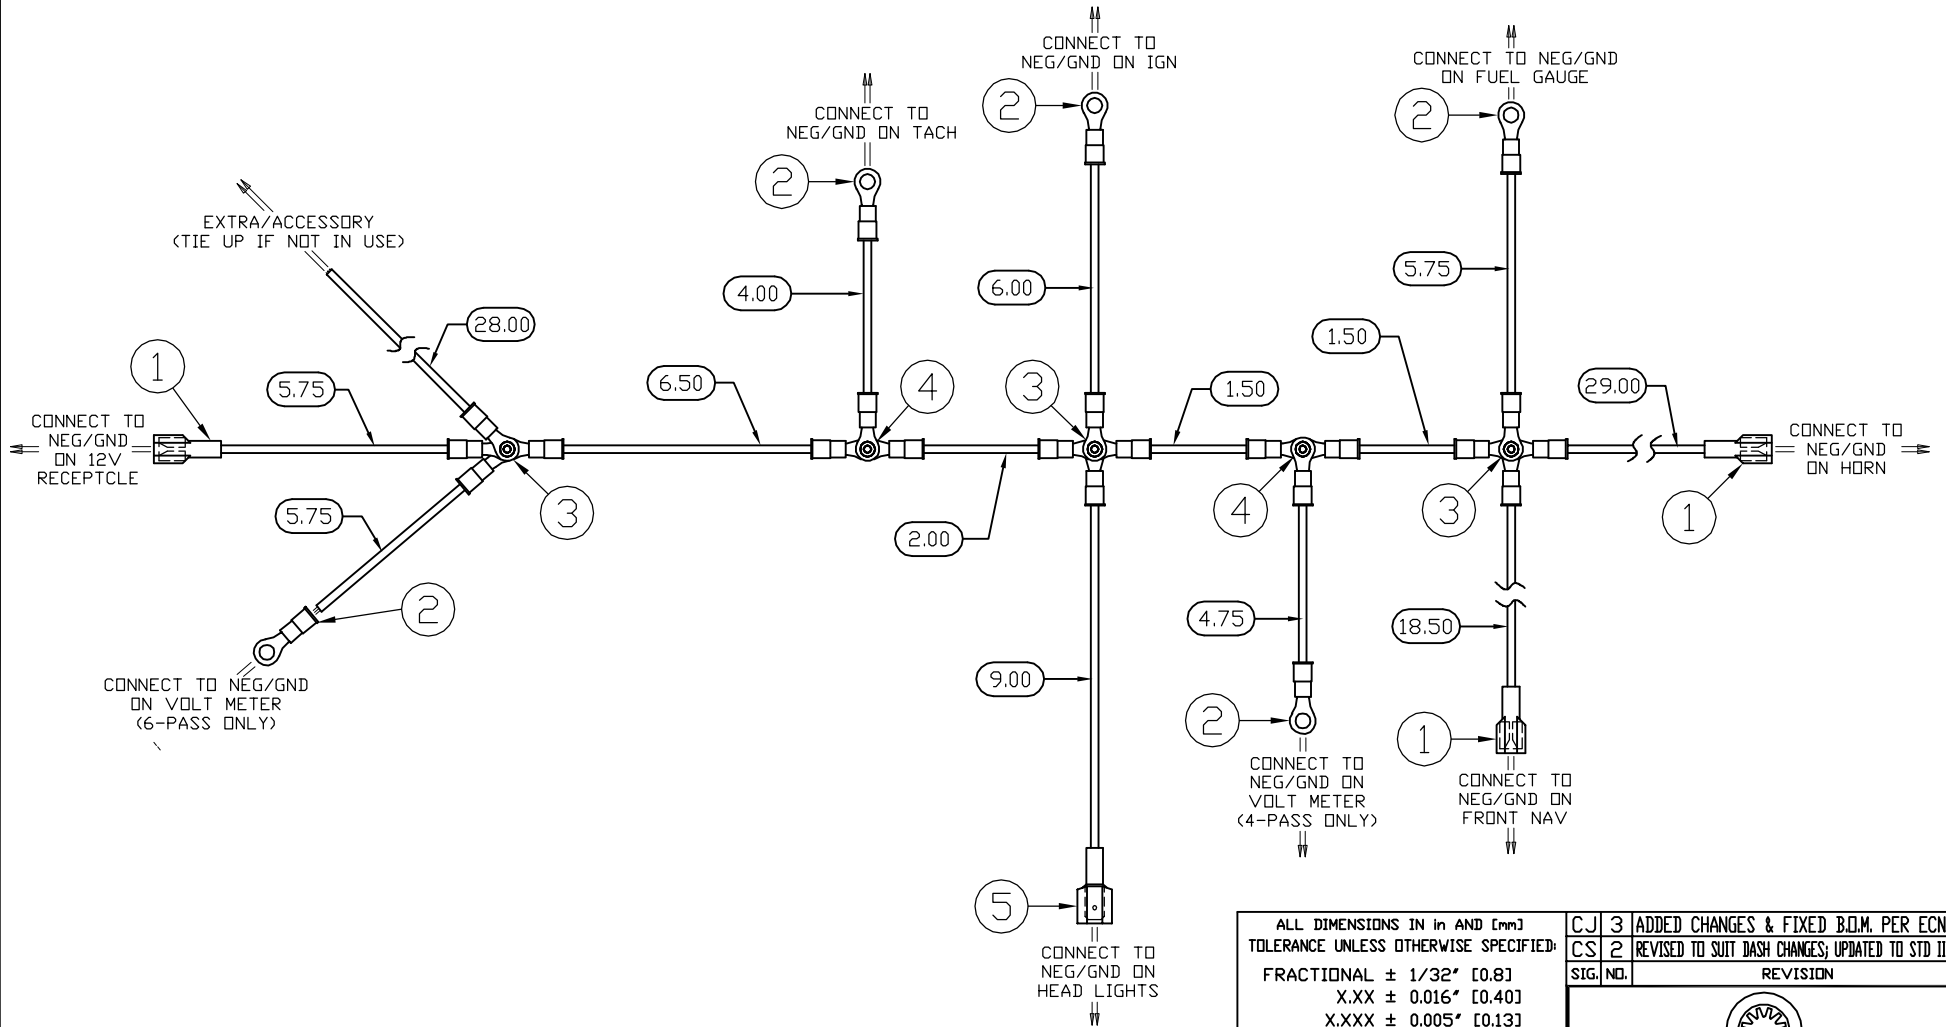 CONNECT TO
NEG/GND ON IGN
2
CONNECT TO NEG/GND
ON FUEL GAUGE
2
CONNECT TO
NEG/GND ON TACH
2
EXTRA/ACCESSORY
(TIE UP IF NOT IN USE)
4.00
6.00
5.75
28.00
1.50
1
5.75
6.50
4
3
1.50
29.00
CONNECT TO
NEG/GND
ON 12V
RECEPTCLE
CONNECT TO
NEG/GND
ON HORN
5.75
3
2.00
4
3
1
2
4.75
18.50
CONNECT TO NEG/GND
ON VOLT METER
(6-PASS ONLY)
9.00
2
1
CONNECT TO
NEG/GND ON
VOLT METER
(4-PASS ONLY)
CONNECT TO
NEG/GND ON
FRONT NAV
5
CONNECT TO
NEG/GND ON
HEAD LIGHTS
ALL DIMENSIONS IN in AND [mm]
TOLERANCE UNLESS OTHERWISE SPECIFIED:
FRACTIONAL ± 1/32" [0.8]
X.XX ± 0.016" [0.40]
X.XXX ± 0.005" [0.13]
CJ 3 ADDED CHANGES & FIXED B.O.M. PER ECN
CS 2 REVISED TO SUIT DASH CHANGES; UPDATED TO STD II
SIG. NO. REVISION